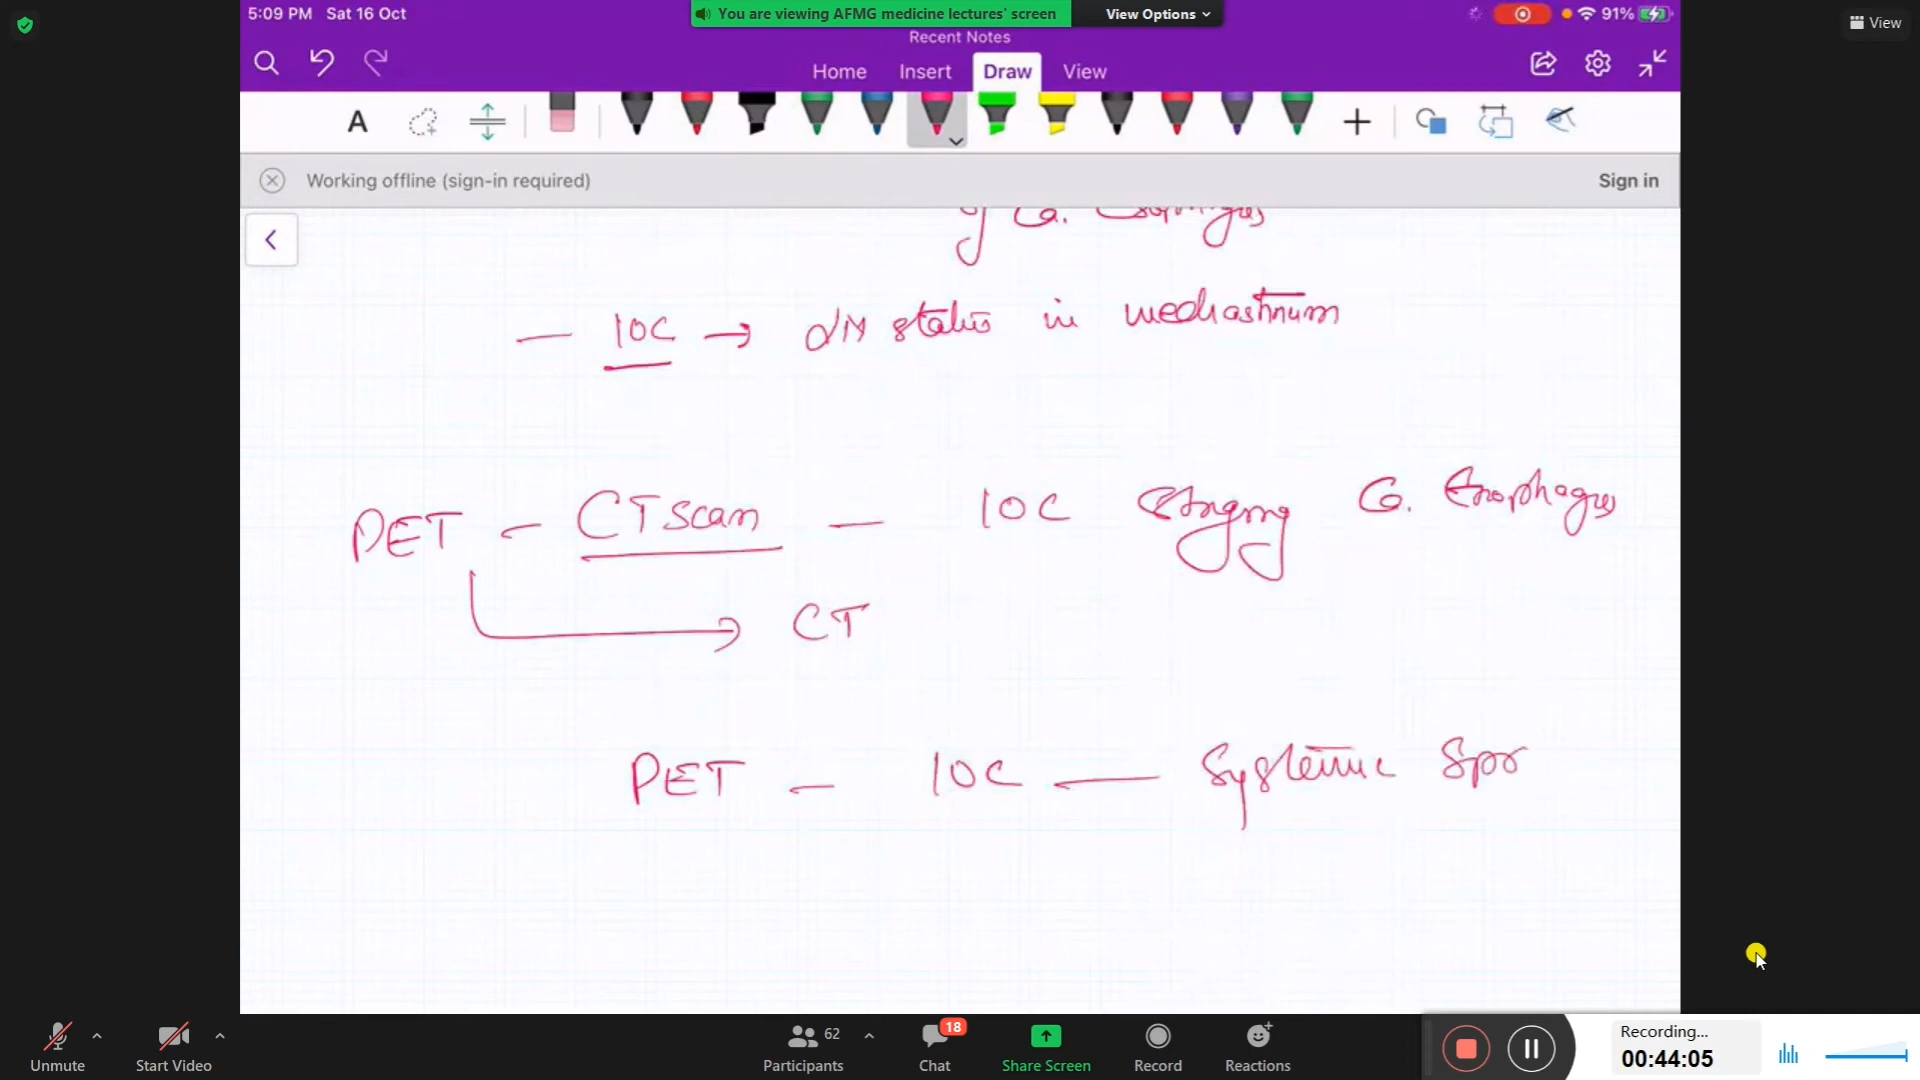 5:09 PM Sat 16 Oct
You are viewing AFMG medicine lectures' screen
View Options
91%
View
Recent Notes
Home Insert Draw View
A
Working offline (sign-in required)
Sign in
Ca. Esophagus
— IOC → LN status in mediastinum
PET - CT Scan — IOC Staging Ca. Esophagus
CT
PET - IOC — Systemic Spr
Unmute
Start Video
62
Participants
18
Chat
Share Screen
Record
Reactions
Recording...
00:44:05